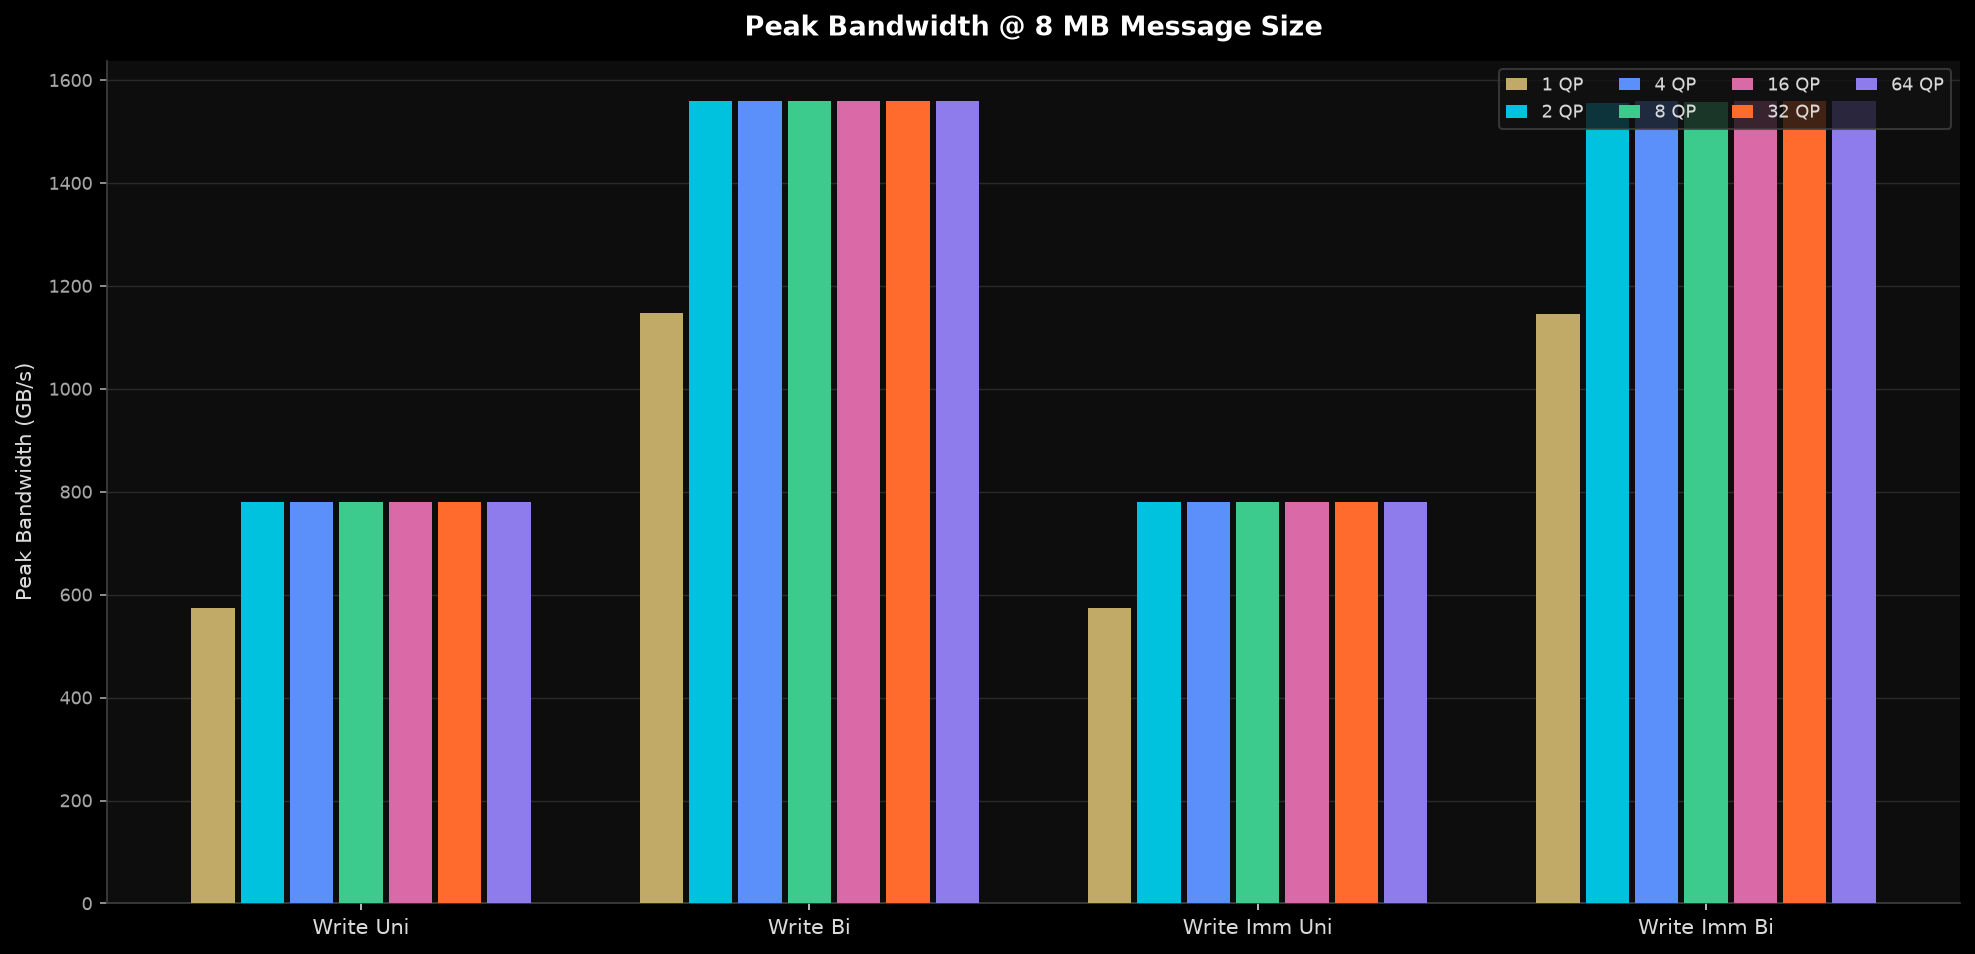 Peak Bandwidth @ 8 MB Message Size
1 QP
2 QP
4 QP
8 QP
16 QP
32 QP
64 QP
Peak Bandwidth (GB/s)
1600
1400
1200
1000
800
600
400
200
0
Write Uni
Write Bi
Write Imm Uni
Write Imm Bi